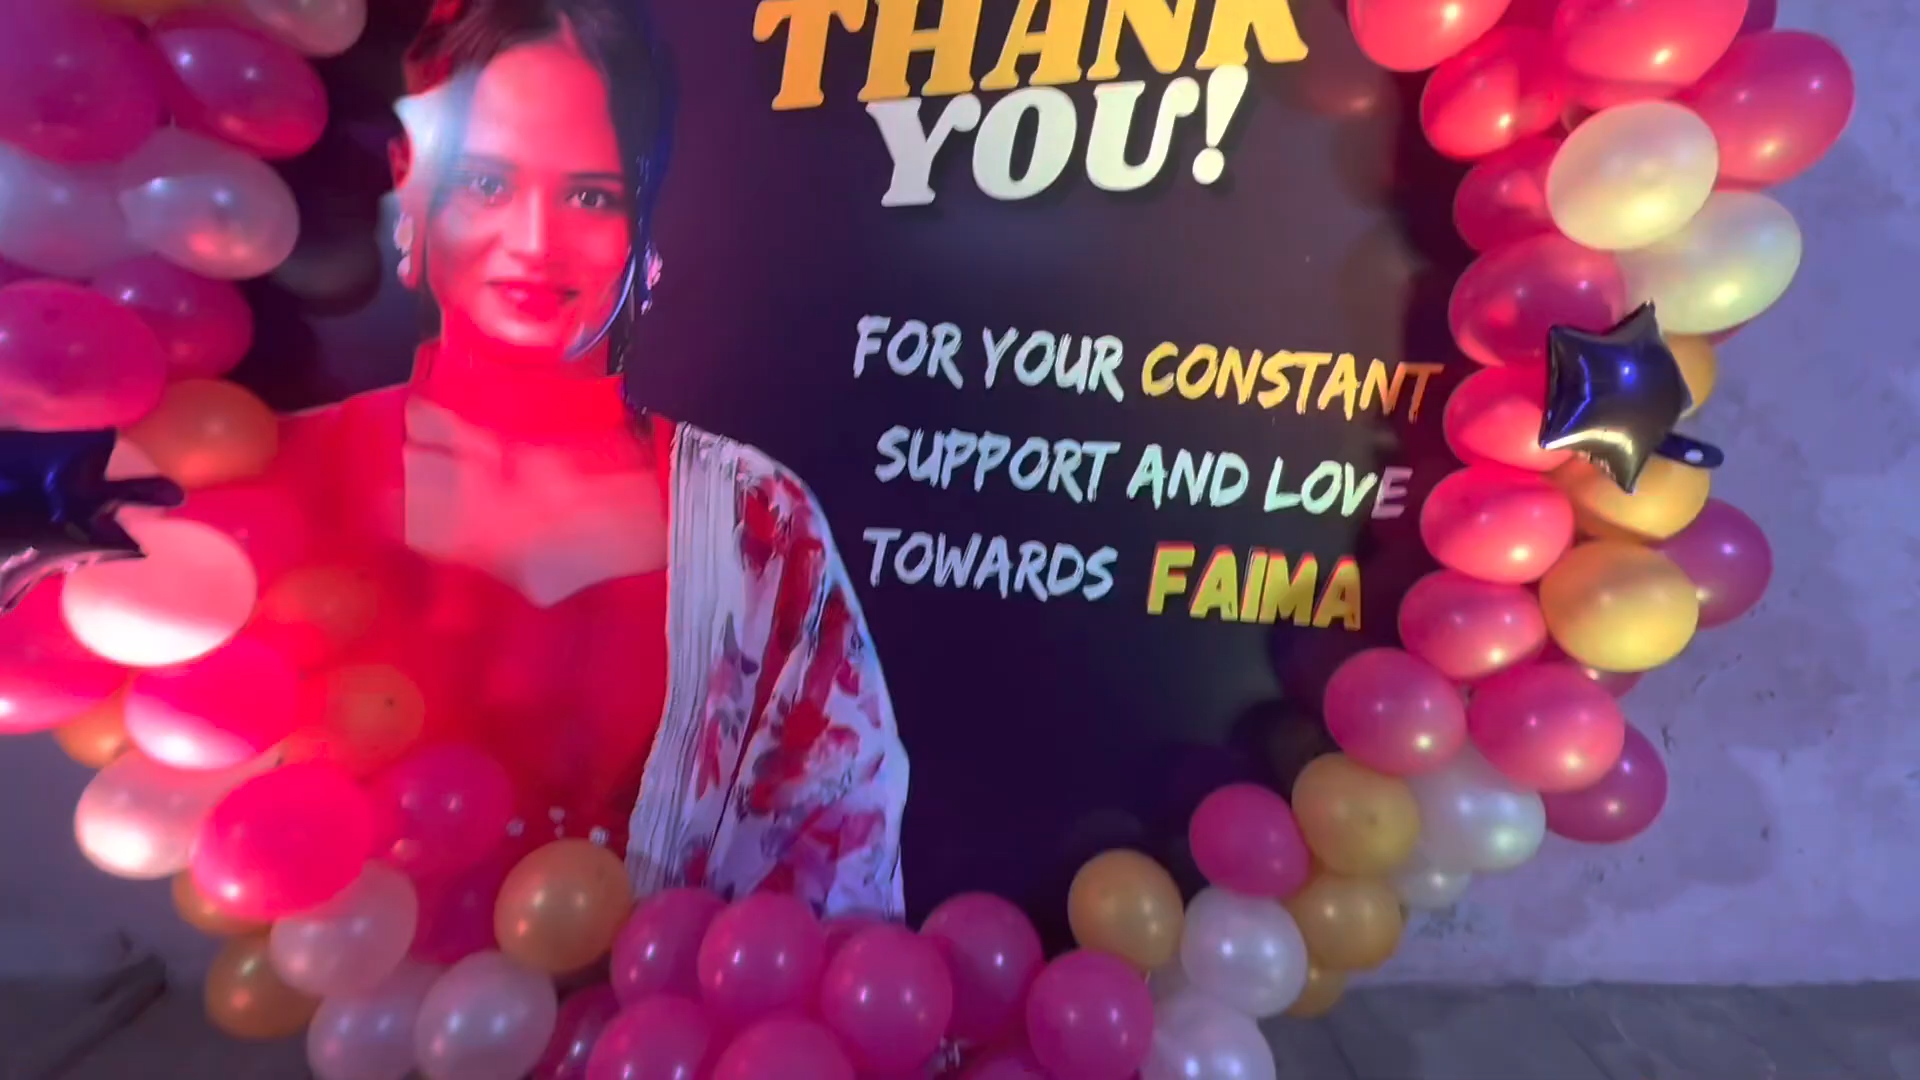 THANK
YOU!
FOR YOUR CONSTANT
SUPPORT AND LOVE
TOWARDS FAIMA